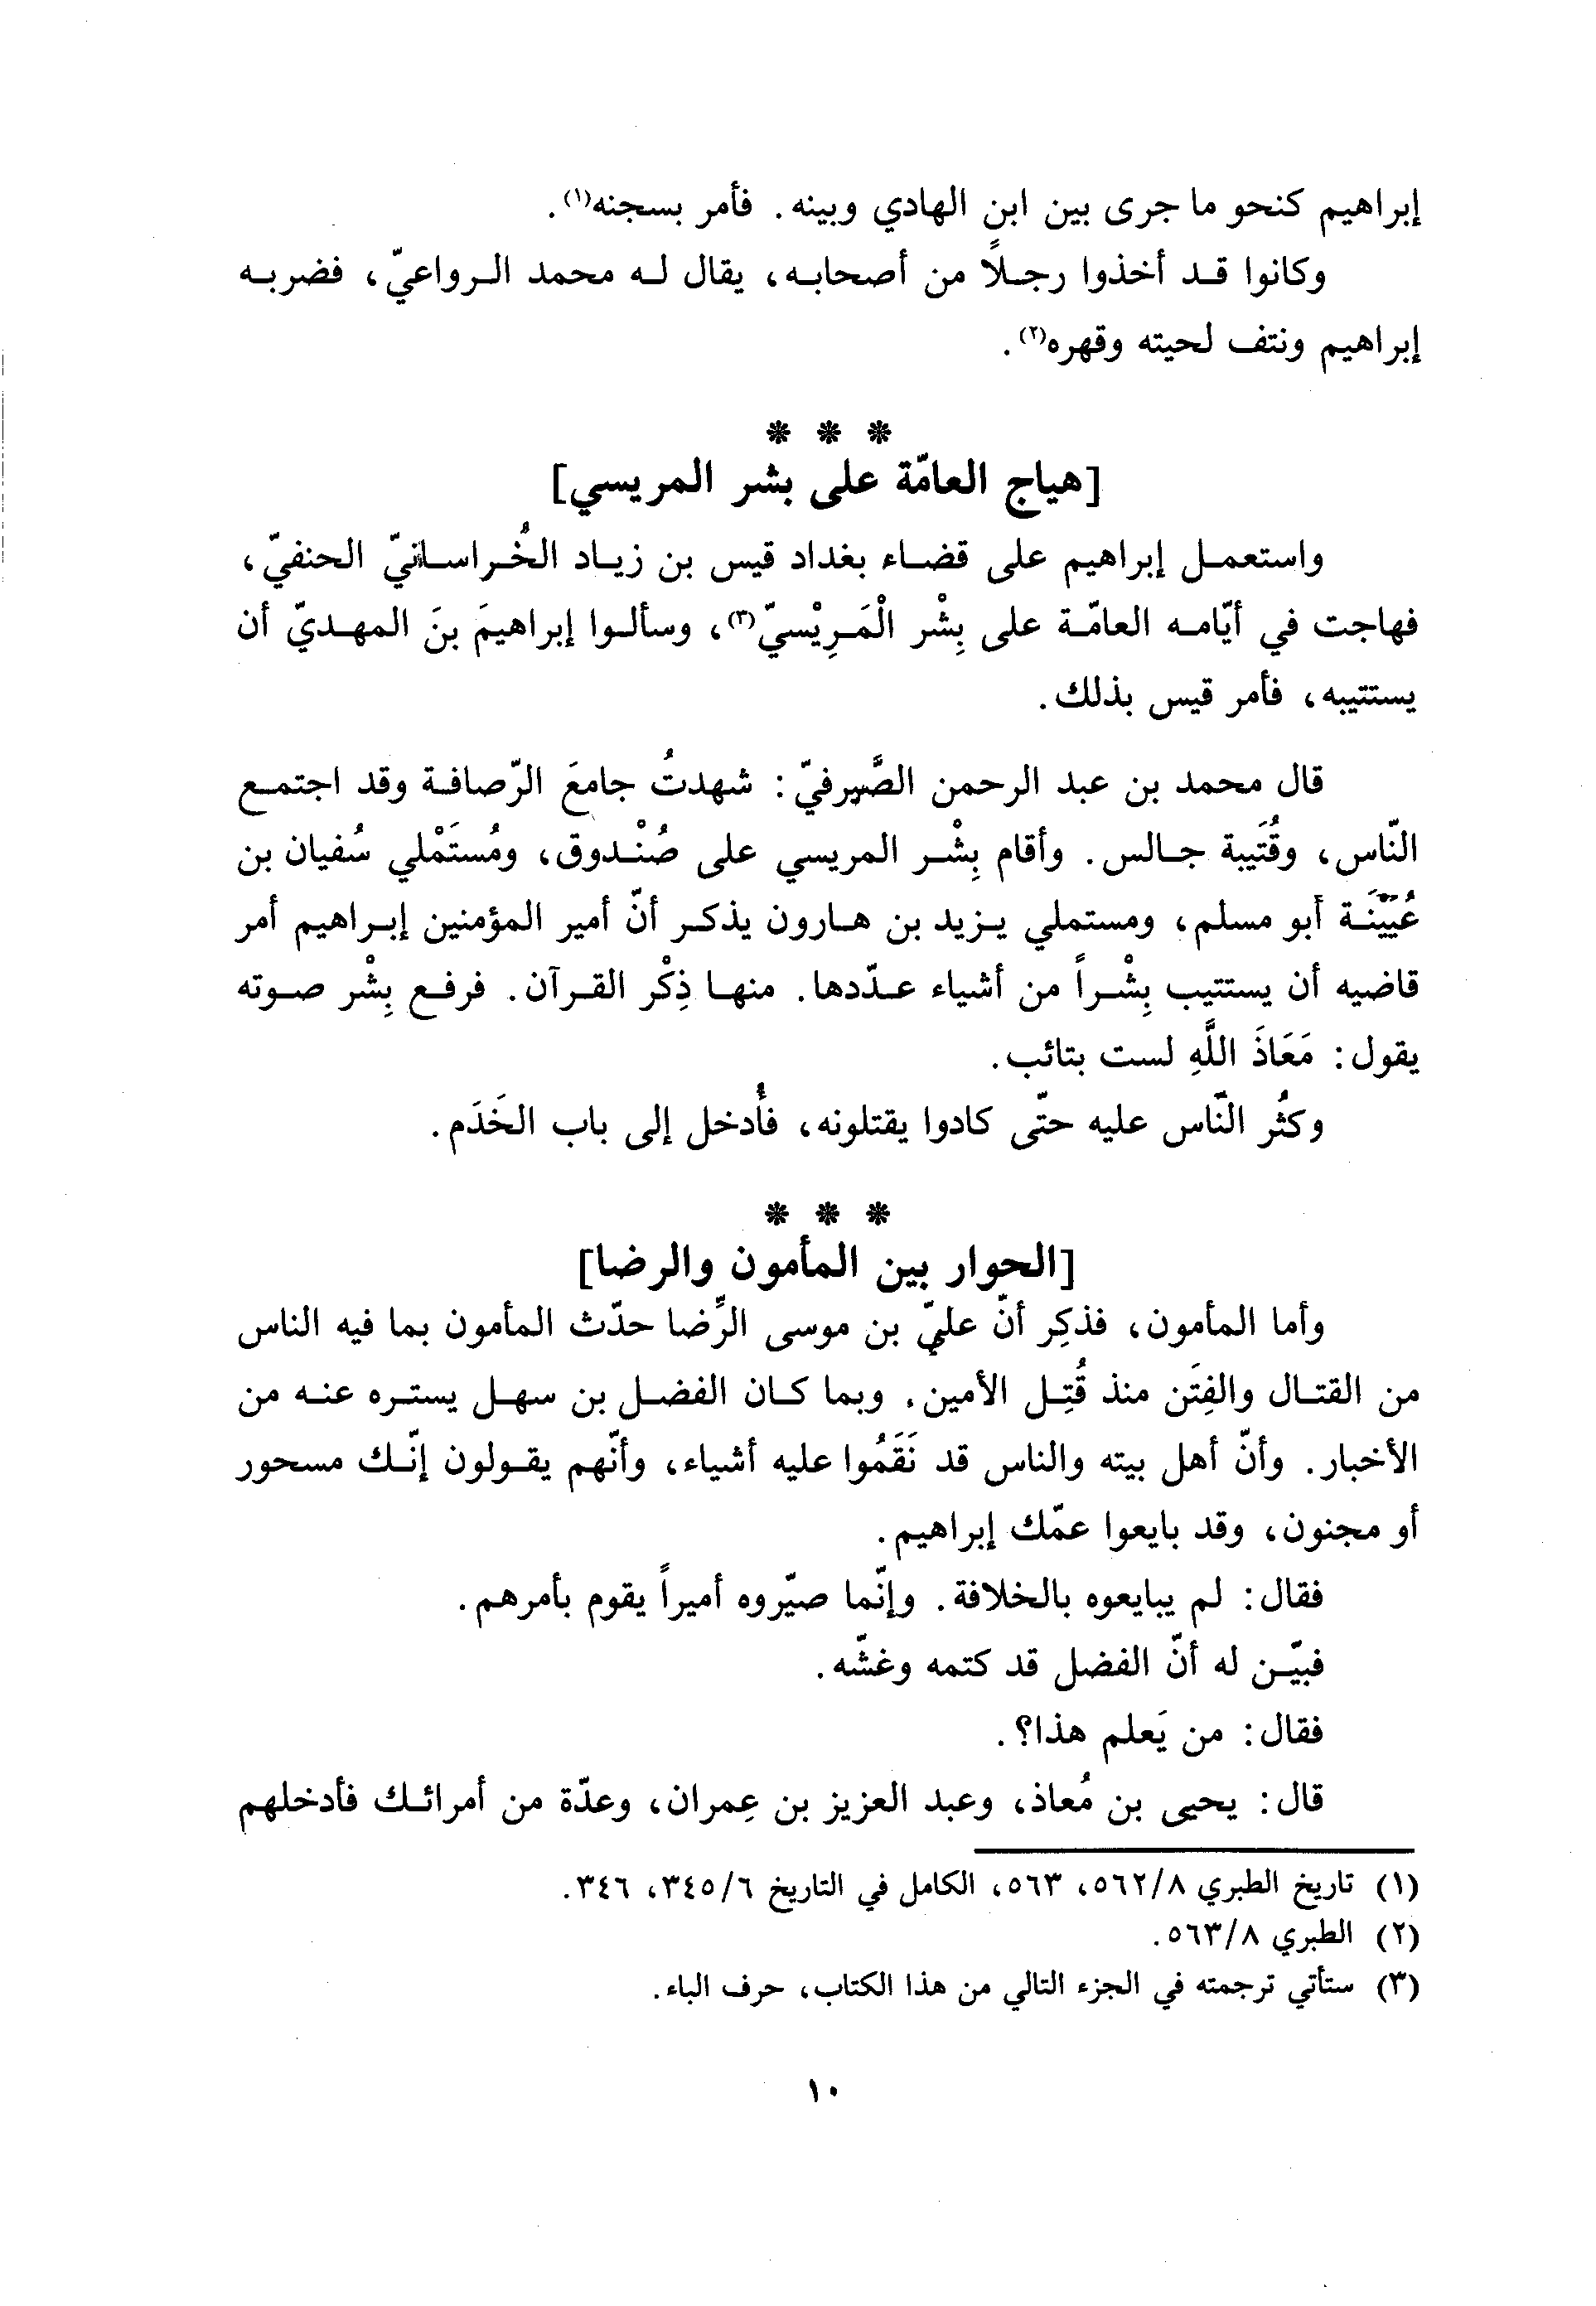 إبراهيم كنحو ما جرى بين ابن الهادي وبينه. فأمر بسجنه(١).
وكانوا قد أخذوا رجلاً من أصحابه، يقال له محمد الرواعيّ، فضربه
إبراهيم ونتف لحيته وقهره(٢).
* * *
[هياج العامّة على بشر المريسي]
واستعمل إبراهيم على قضاء بغداد قيس بن زياد الخُراسانيّ الحنفيّ،
فهاجت في أيّامه العامّة على بِشْر الْمَرِيْسيّ(٣)، وسألوا إبراهيمَ بنَ المهديّ أن
يستتيبه، فأمر قيس بذلك.
قال محمد بن عبد الرحمن الصَّيرفيّ: شهدتُ جامعَ الرّصافة وقد اجتمع
النّاس، وقُتَيبة جالس. وأقام بِشْر المريسي على صُنْدوق، ومُستَمْلي سُفيان بن
عُيَيْنَة أبو مسلم، ومستملي يزيد بن هارون يذكر أنّ أمير المؤمنين إبراهيم أمر
قاضيه أن يستتيب بِشْراً من أشياء عدّدها. منها ذِكْر القرآن. فرفع بِشْر صوته
يقول: مَعَاذَ اللَّهِ لست بتائب.
وكثُر النّاس عليه حتّى كادوا يقتلونه، فأُدخل إلى باب الخَدَم.
* * *
[الحوار بين المأمون والرضا]
وأما المأمون، فذكِر أنّ عليّ بن موسى الرِّضا حدّث المأمون بما فيه الناس
من القتال والفِتَن منذ قُتِل الأمين. وبما كان الفضل بن سهل يستره عنه من
الأخبار. وأنّ أهل بيته والناس قد نَقَمُوا عليه أشياء، وأنّهم يقولون إنّك مسحور
أو مجنون، وقد بايعوا عمّك إبراهيم.
فقال: لم يبايعوه بالخلافة. وإنّما صيّروه أميراً يقوم بأمرهم.
فبيّن له أنّ الفضل قد كتمه وغشّه.
فقال: من يَعلم هذا؟.
قال: يحيى بن مُعاذ، وعبد العزيز بن عِمران، وعدّة من أمرائك فأدخلهم
(١) تاريخ الطبري ٥٦٢/٨، ٥٦٣، الكامل في التاريخ ٣٤٥/٦، ٣٤٦.
(٢) الطبري ٥٦٣/٨.
(٣) ستأتي ترجمته في الجزء التالي من هذا الكتاب، حرف الباء.
١٠